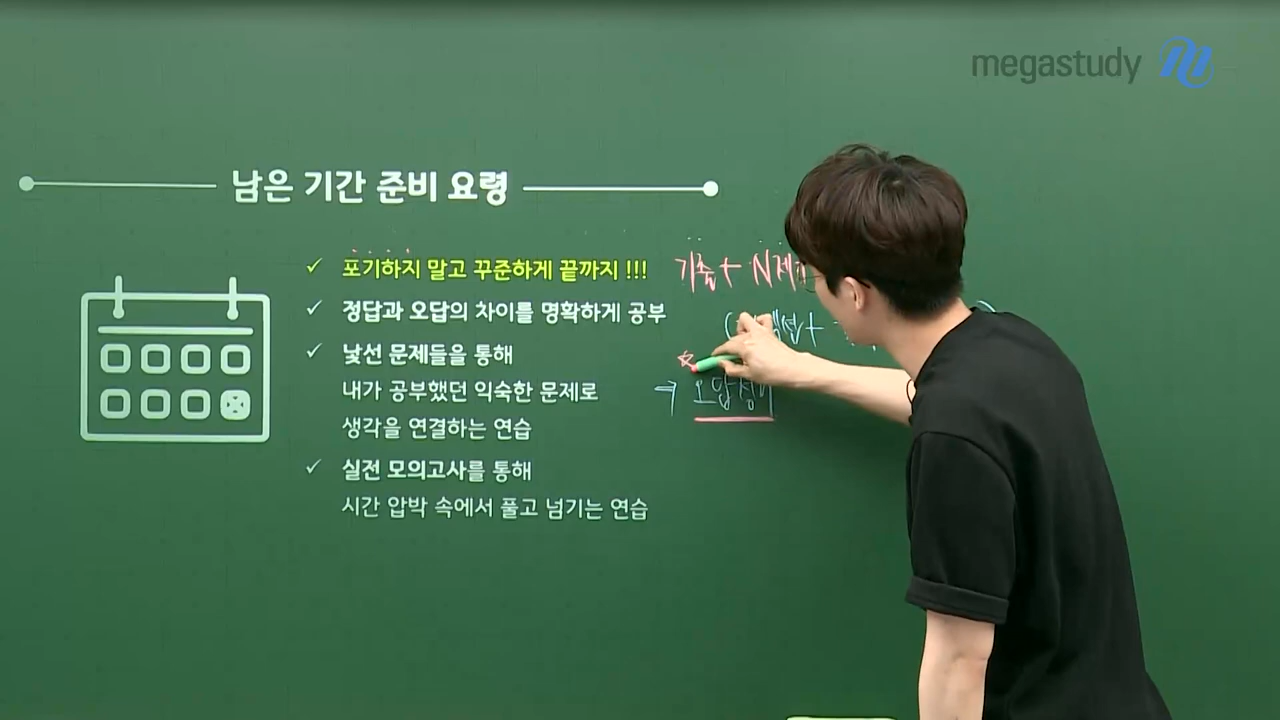 megastudy
남은 기간 준비 요령
포기하지 말고 꾸준하게 끝까지 !!!
정답과 오답의 차이를 명확하게 공부
낯선 문제들을 통해
내가 공부했던 익숙한 문제로
생각을 연결하는 연습
실전 모의고사를 통해
시간 압박 속에서 풀고 넘기는 연습
기출 + N제
→ 오답정리